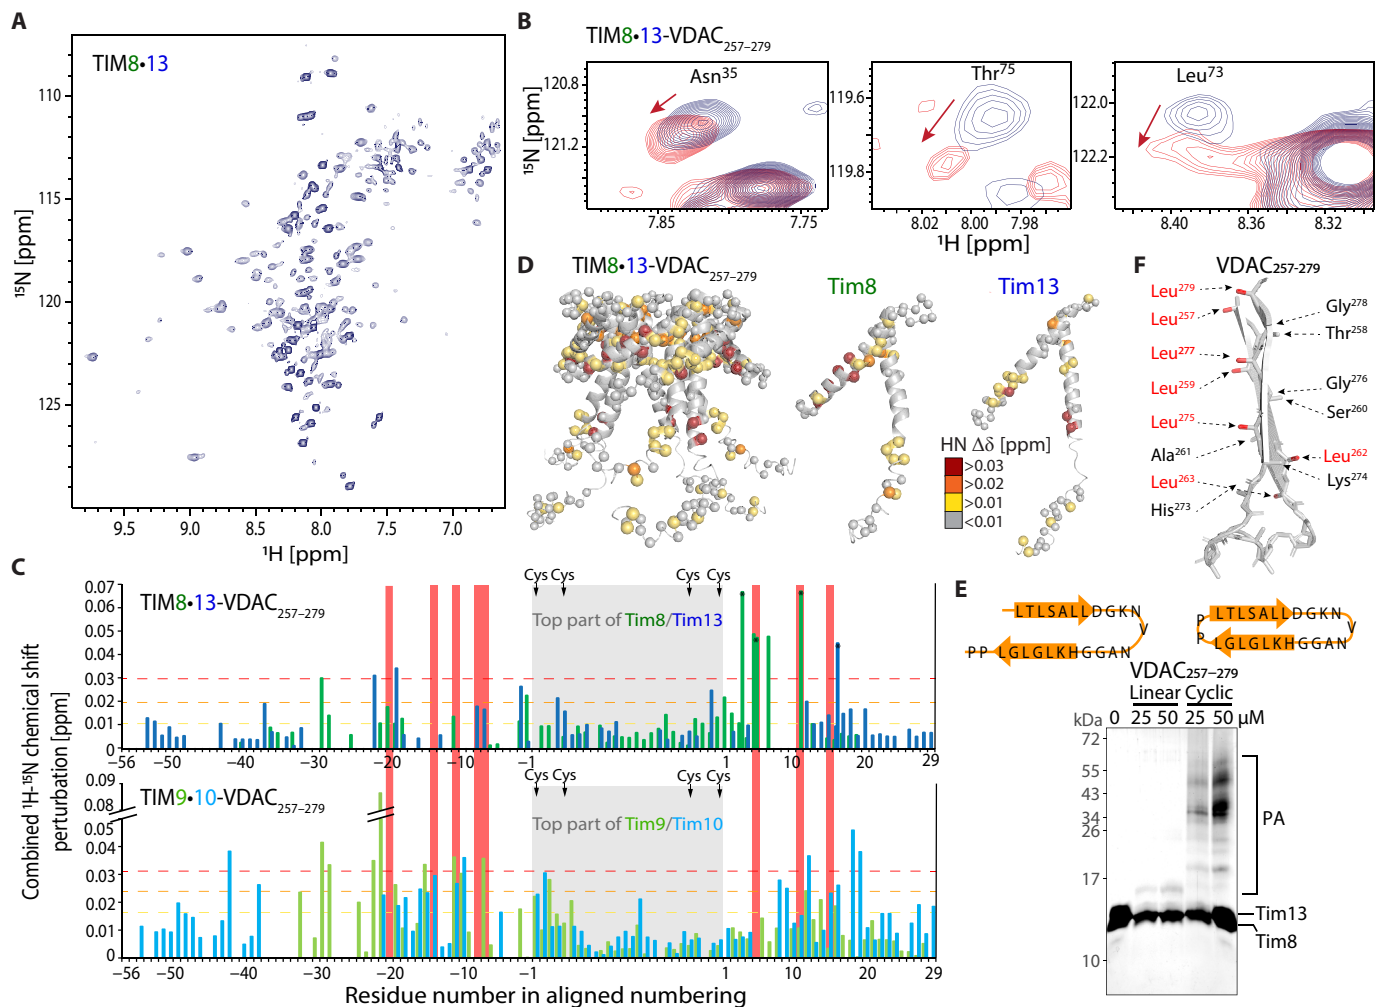 A
TIM8•13
110
115
120
125
¹⁵N [ppm]
9.5 9.0 8.5 8.0 7.5 7.0
¹H [ppm]
B
TIM8•13-VDAC₂₅₇₋₂₇₉
Asn³⁵
Thr⁷⁵
Leu⁷³
120.8
121.2
¹⁵N [ppm]
7.85 7.75
119.6
119.8
8.02 8.00 7.98
122.0
122.2
8.40 8.36 8.32
¹H [ppm]
D
TIM8•13-VDAC₂₅₇₋₂₇₉
Tim8
Tim13
HN Δδ [ppm]
>0.03
>0.02
>0.01
<0.01
F
VDAC₂₅₇₋₂₇₉
Leu²⁷⁹
Leu²⁵⁷
Leu²⁷⁷
Leu²⁵⁹
Leu²⁷⁵
Ala²⁶¹
Leu²⁶³
His²⁷³
Gly²⁷⁸
Thr²⁵⁸
Gly²⁷⁶
Ser²⁶⁰
Leu²⁶²
Lys²⁷⁴
C
TIM8•13-VDAC₂₅₇₋₂₇₉
Cys Cys Cys Cys
Top part of Tim8/Tim13
0.07
0.06
0.05
0.04
0.03
0.02
0.01
0
−56 −50 −40 −30 −20 −10 −1 1 10 20 29
TIM9•10-VDAC₂₅₇₋₂₇₉
Cys Cys Cys Cys
Top part of Tim9/Tim10
0.09
0.08
0.05
0.04
0.03
0.02
0.01
0
−56 −50 −40 −30 −20 −10 −1 1 10 20 29
Combined ¹H-¹⁵N chemical shift
perturbation [ppm]
Residue number in aligned numbering
E
LTLSALLDGKN
V
PPLGLGLKHGGAN
P LTLSALLDGKN
V
P LGLGLKHGGAN
VDAC₂₅₇₋₂₇₉
Linear Cyclic
kDa 0 25 50 25 50 μM
72
55
43
34
26
17
10
PA
Tim13
Tim8